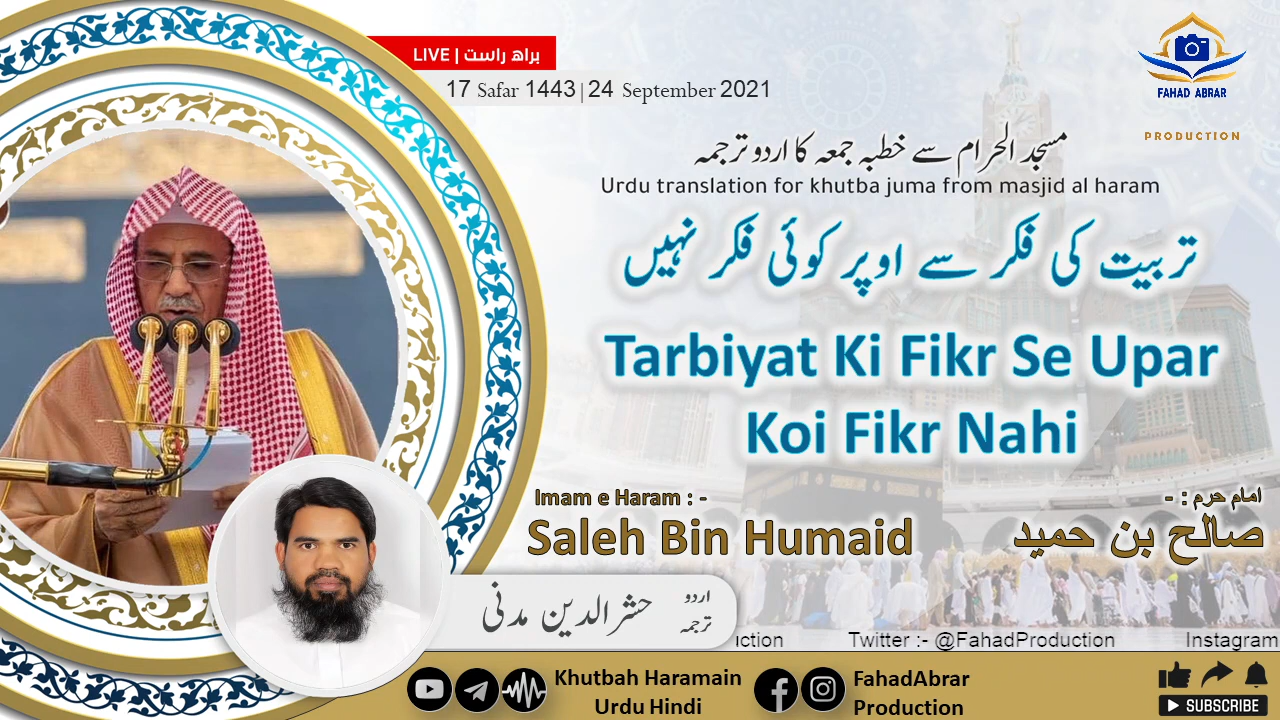 LIVE | براہ راست
17 Safar 1443 | 24 September 2021
FAHAD ABRAR
PRODUCTION
مسجد الحرام سے خطبہ جمعہ کا اردو ترجمہ
Urdu translation for khutba juma from masjid al haram
تربیت کی فکر سے اوپر کوئی فکر نہیں
Tarbiyat Ki Fikr Se Upar
Koi Fikr Nahi
Imam e Haram : -
امام حرم : -
Saleh Bin Humaid
صالح بن حمید
اردو
ترجمہ
حشرالدین مدنی
uction Twitter :- @FahadProduction Instagram
Khutbah Haramain
Urdu Hindi
FahadAbrar
Production
SUBSCRIBE